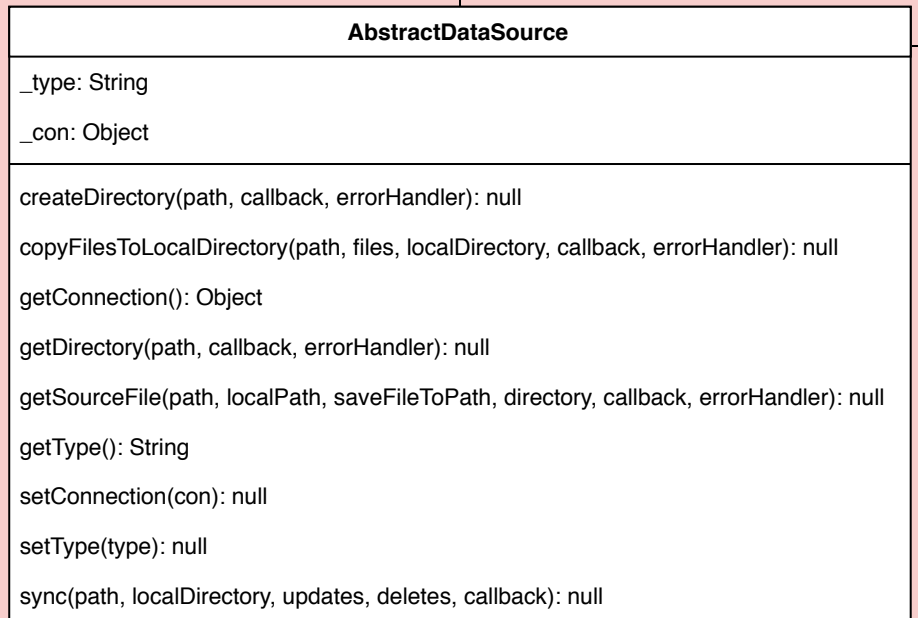 AbstractDataSource
_type: String
_con: Object
createDirectory(path, callback, errorHandler): null
copyFilesToLocalDirectory(path, files, localDirectory, callback, errorHandler): null
getConnection(): Object
getDirectory(path, callback, errorHandler): null
getSourceFile(path, localPath, saveFileToPath, directory, callback, errorHandler): null
getType(): String
setConnection(con): null
setType(type): null
sync(path, localDirectory, updates, deletes, callback): null